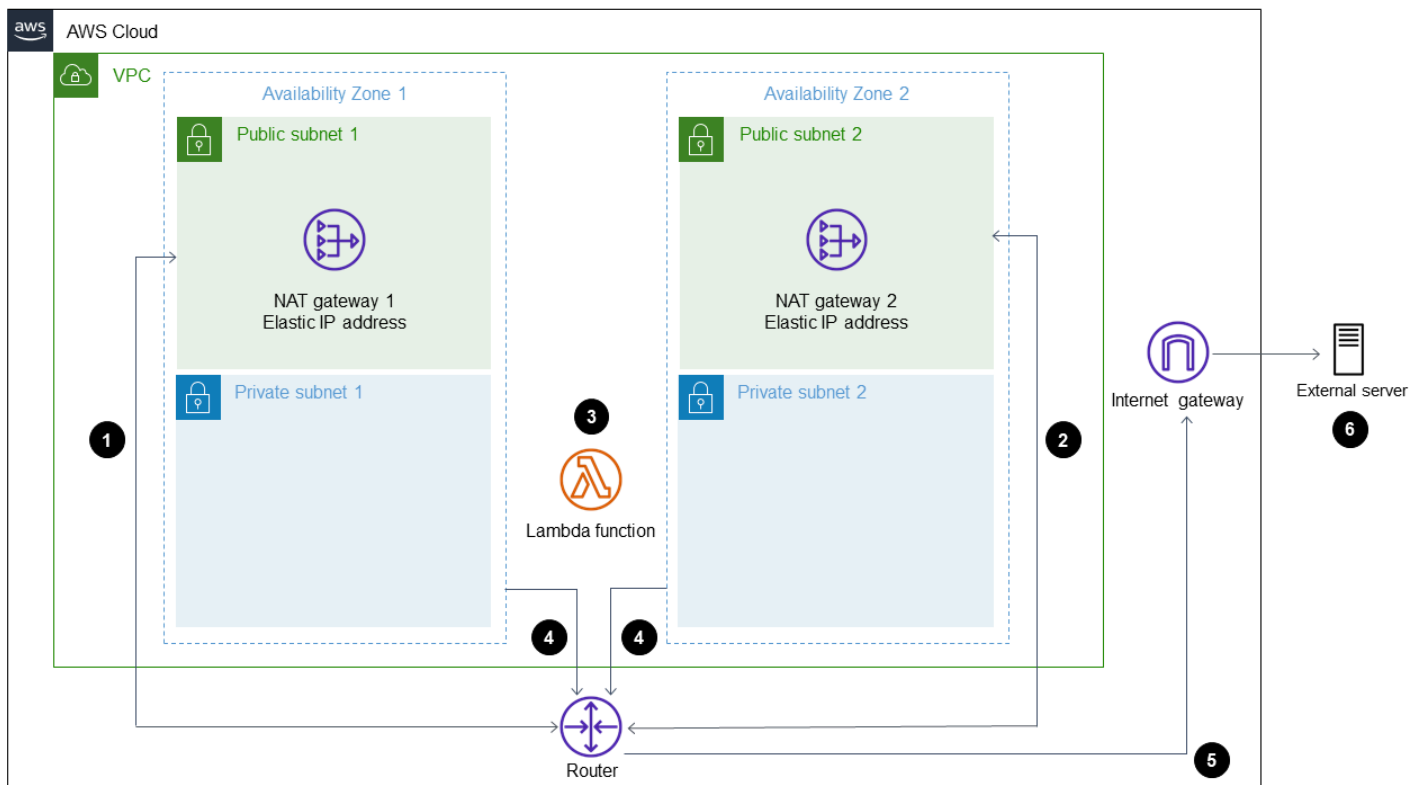 aws
AWS Cloud
VPC
Availability Zone 1
Availability Zone 2
Public subnet 1
Public subnet 2
NAT gateway 1
Elastic IP address
NAT gateway 2
Elastic IP address
Private subnet 1
Private subnet 2
Internet gateway
External server
1
3
2
6
Lambda function
4
4
Router
5